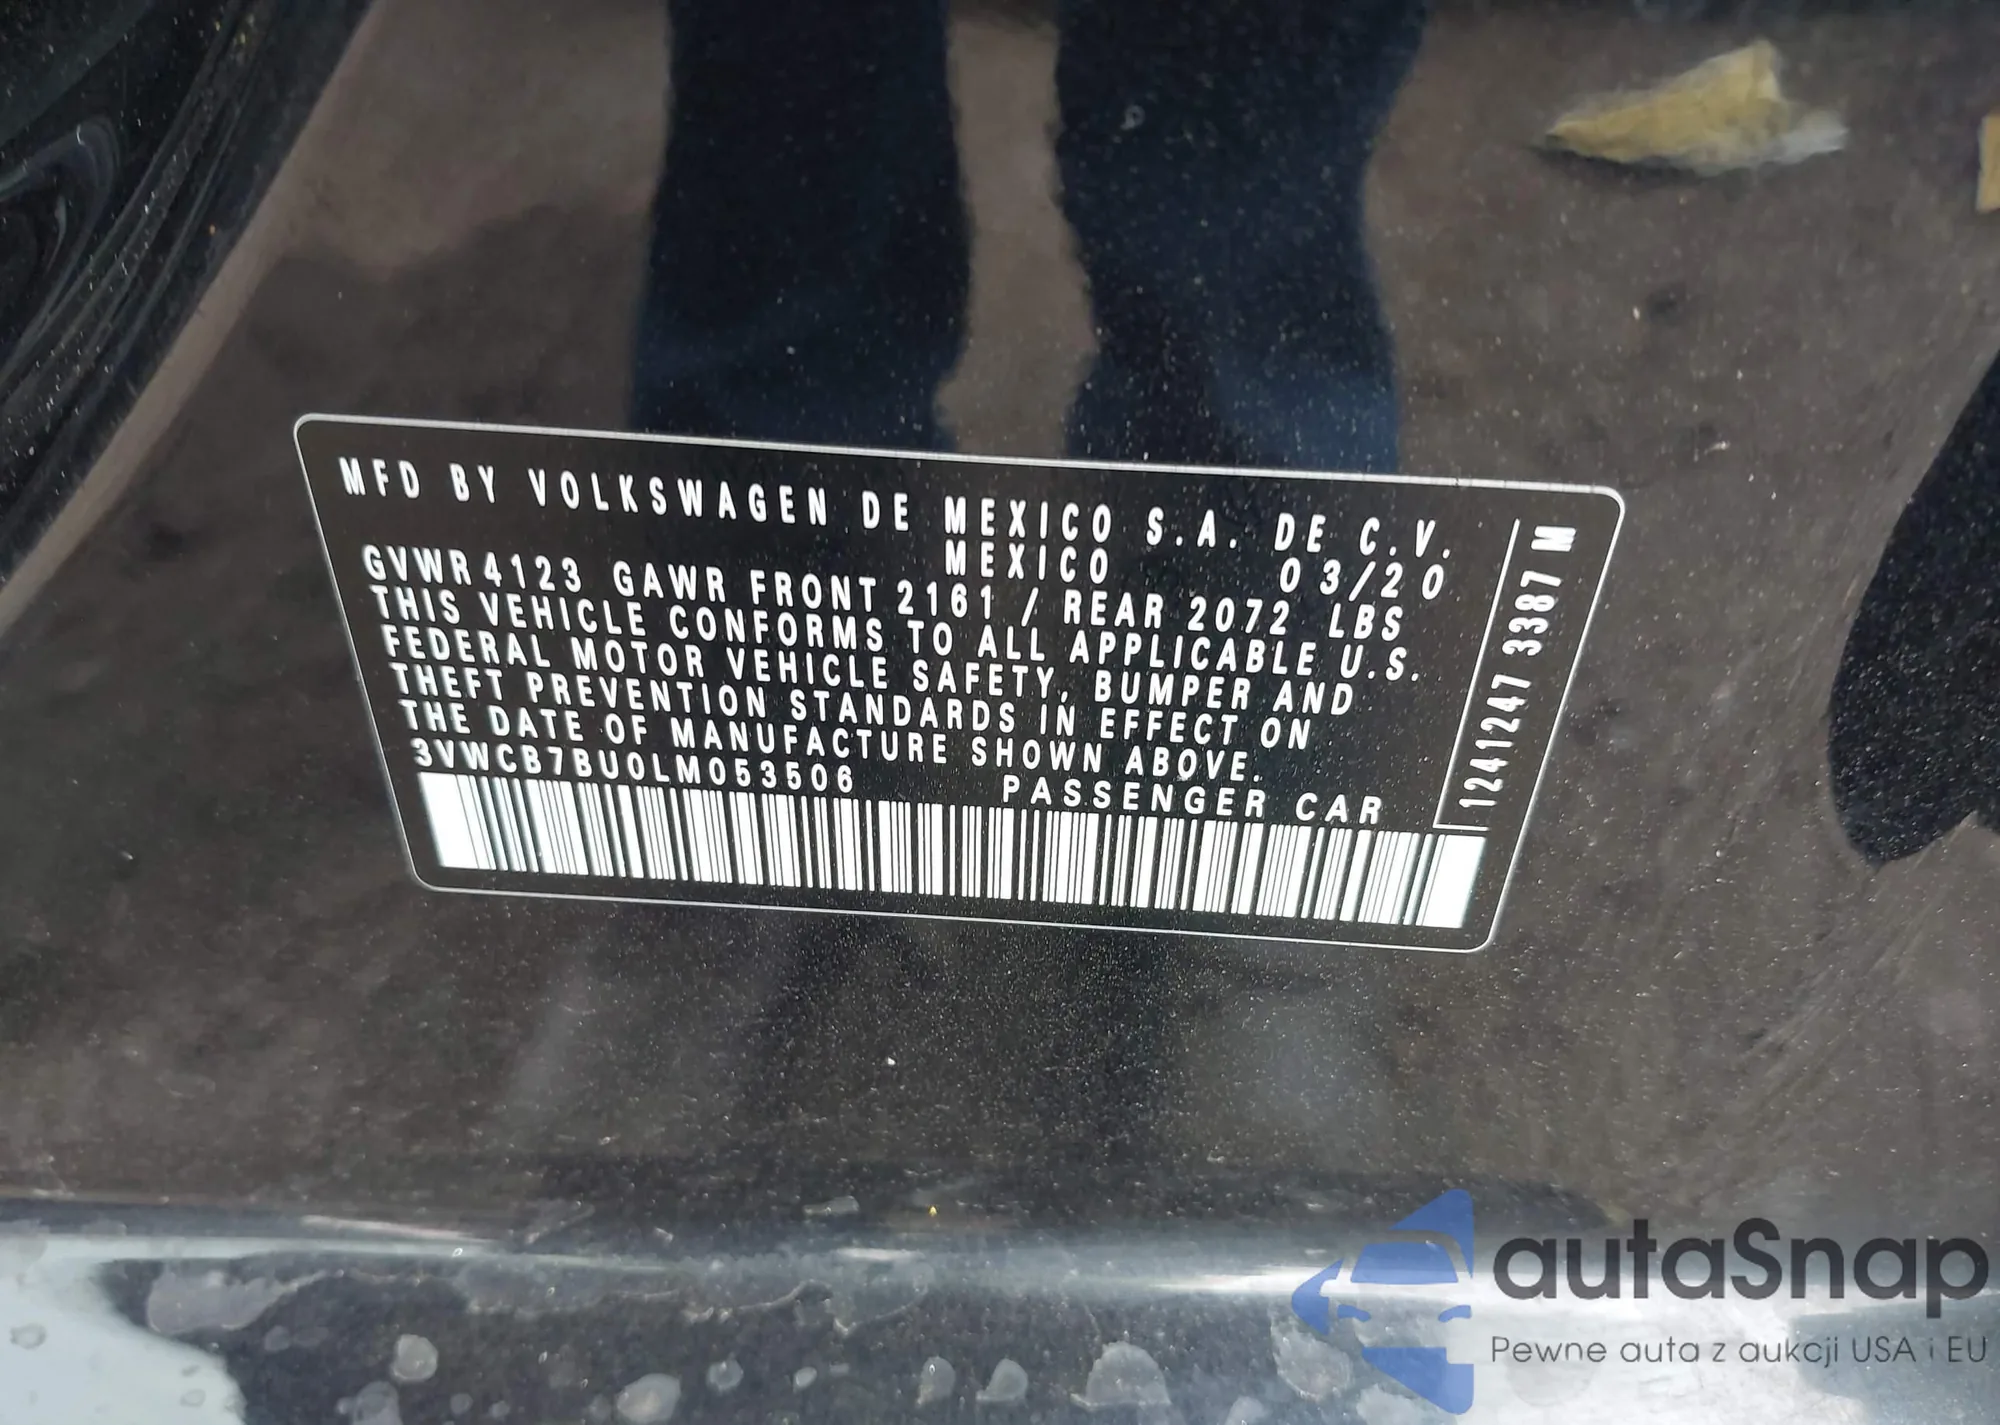 MFD BY VOLKSWAGEN DE MEXICO S.A. DE C.V.
MEXICO 03/20
GVWR 4123 GAWR FRONT 2161 / REAR 2072 LBS
THIS VEHICLE CONFORMS TO ALL APPLICABLE U.S.
FEDERAL MOTOR VEHICLE SAFETY, BUMPER AND
THEFT PREVENTION STANDARDS IN EFFECT ON
THE DATE OF MANUFACTURE SHOWN ABOVE.
3VWCB7BU0LM053506 PASSENGER CAR
1241247 3387 M
autaSnap
Pewne auta z aukcji USA i EU